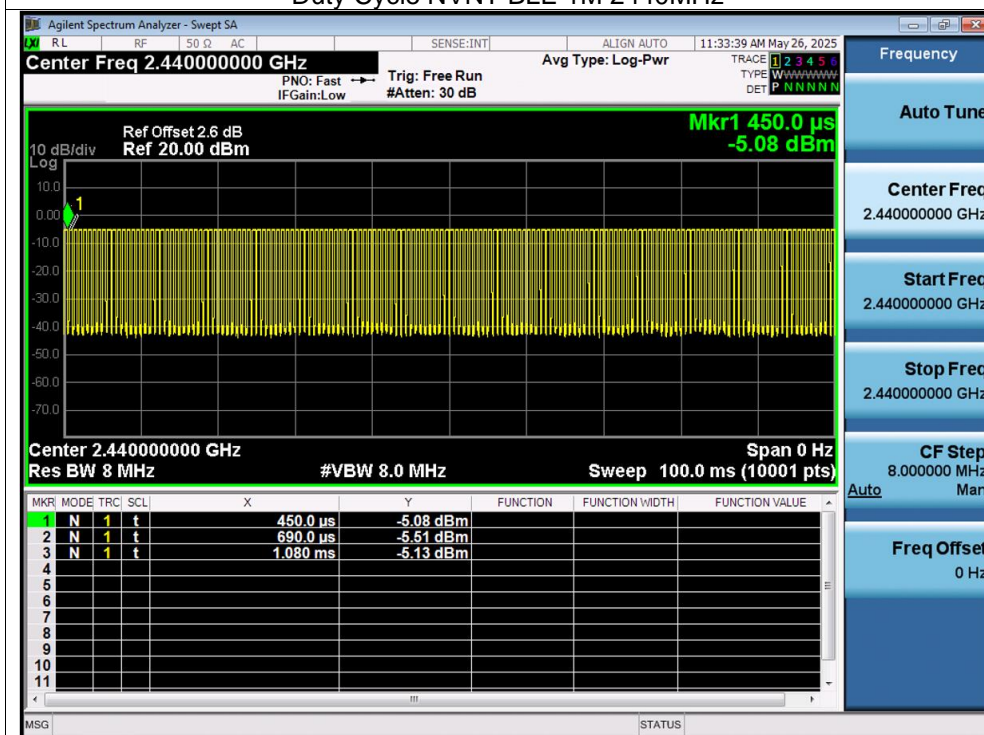 Duty Cycle NVNT BLE 1M 2440MHz
Agilent Spectrum Analyzer - Swept SA
LXI RL RF 50 Ω AC SENSE:INT ALIGN AUTO 11:33:39 AM May 26, 2025
Center Freq 2.440000000 GHz Avg Type: Log-Pwr TRACE 1 2 3 4 5 6
PNO: Fast Trig: Free Run TYPE WWWWWW
IFGain:Low #Atten: 30 dB DET P N N N N N
Frequency
Mkr1 450.0 µs
-5.08 dBm
Ref Offset 2.6 dB
10 dB/div Ref 20.00 dBm
Log
10.0
0.00
1
-10.0
-20.0
-30.0
-40.0
-50.0
-60.0
-70.0
Center 2.440000000 GHz Span 0 Hz
Res BW 8 MHz #VBW 8.0 MHz Sweep 100.0 ms (10001 pts)
MKR MODE TRC SCL X Y FUNCTION FUNCTION WIDTH FUNCTION VALUE
1 N 1 t 450.0 µs -5.08 dBm
2 N 1 t 690.0 µs -5.51 dBm
3 N 1 t 1.080 ms -5.13 dBm
4
5
6
7
8
9
10
11
Auto Tune
Center Freq
2.440000000 GHz
Start Freq
2.440000000 GHz
Stop Freq
2.440000000 GHz
CF Step
8.000000 MHz
Auto Man
Freq Offset
0 Hz
MSG STATUS